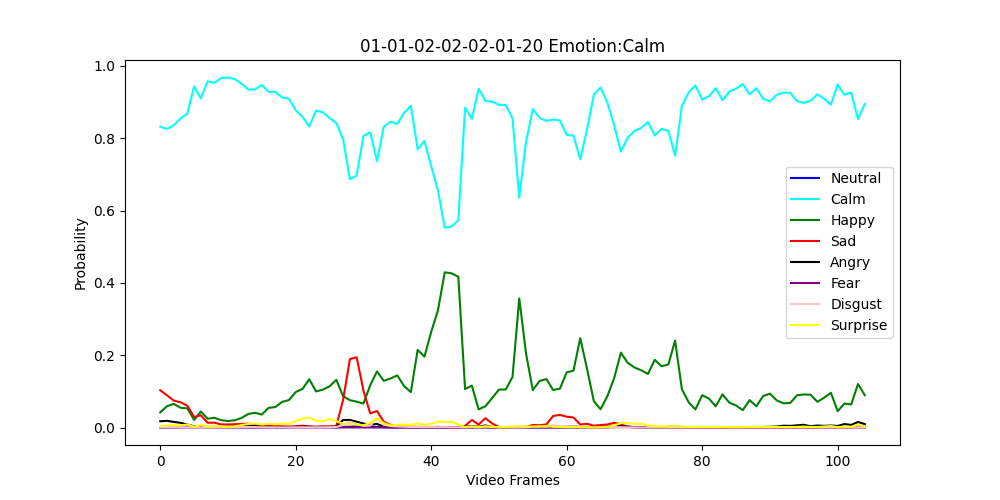 01-01-02-02-02-01-20 Emotion:Calm
1.0
0.8
0.6
0.4
0.2
0.0
Probability
0 20 40 60 80 100
Video Frames
Neutral
Calm
Happy
Sad
Angry
Fear
Disgust
Surprise